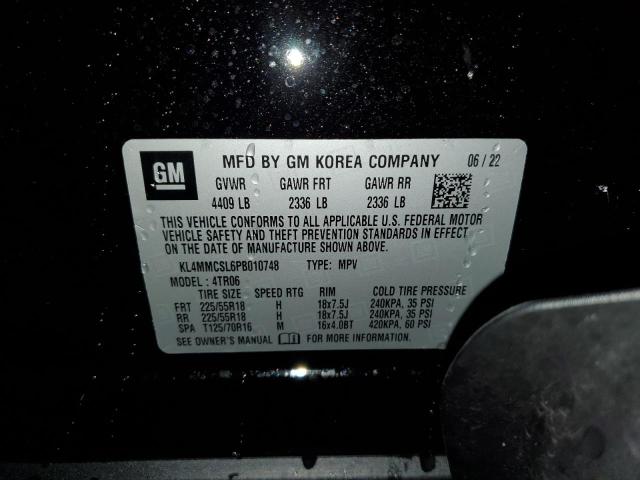 GM MFD BY GM KOREA COMPANY 06 / 22
GVWR GAWR FRT GAWR RR
4409 LB 2336 LB 2336 LB
THIS VEHICLE CONFORMS TO ALL APPLICABLE U.S. FEDERAL MOTOR
VEHICLE SAFETY AND THEFT PREVENTION STANDARDS IN EFFECT
ON THE DATE OF MANUFACTURE SHOWN ABOVE.
KL4MMCSL6PB010748 TYPE: MPV
MODEL : 4TR06
TIRE SIZE SPEED RTG RIM COLD TIRE PRESSURE
FRT 225/55R18 H 18x7.5J 240KPA, 35 PSI
RR 225/55R18 H 18x7.5J 240KPA, 35 PSI
SPA T125/70R16 M 16x4.0BT 420KPA, 60 PSI
SEE OWNER'S MANUAL FOR MORE INFORMATION.